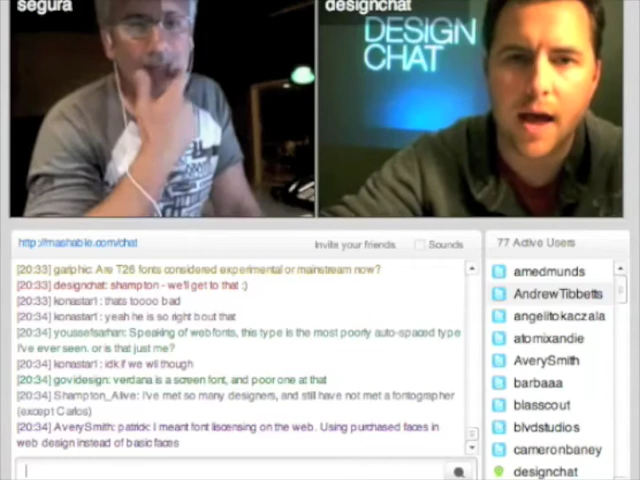 segura
designchat
DESIGN
CHAT
http://mashable.com/chat
Invite your friends
Sounds
77 Active Users
[20:33] garphic: Are T26 fonts considered experimental or mainstream now?
[20:33] designchat: shampton - we'll get to that :)
[20:33] konastar1: thats toooo bad
[20:34] konastar1: yeah he is so right bout that
[20:34] youssefsarhan: Speaking of webfonts, this type is the most poorly auto-spaced type
I've ever seen. or is that just me?
[20:34] konastar1: idk if we wll though
[20:34] govidesign: verdana is a screen font, and poor one at that
[20:34] Shampton_Alive: I've met so many designers, and still have not met a fontographer
(except Carlos)
[20:34] AverySmith: patrick I meant font liscensing on the web. Using purchased faces in
web design instead of basic faces
amedmunds
AndrewTibbetts
angelitokaczala
atomixandie
AverySmith
barbaaa
blasscout
blvdstudios
cameronbaney
designchat